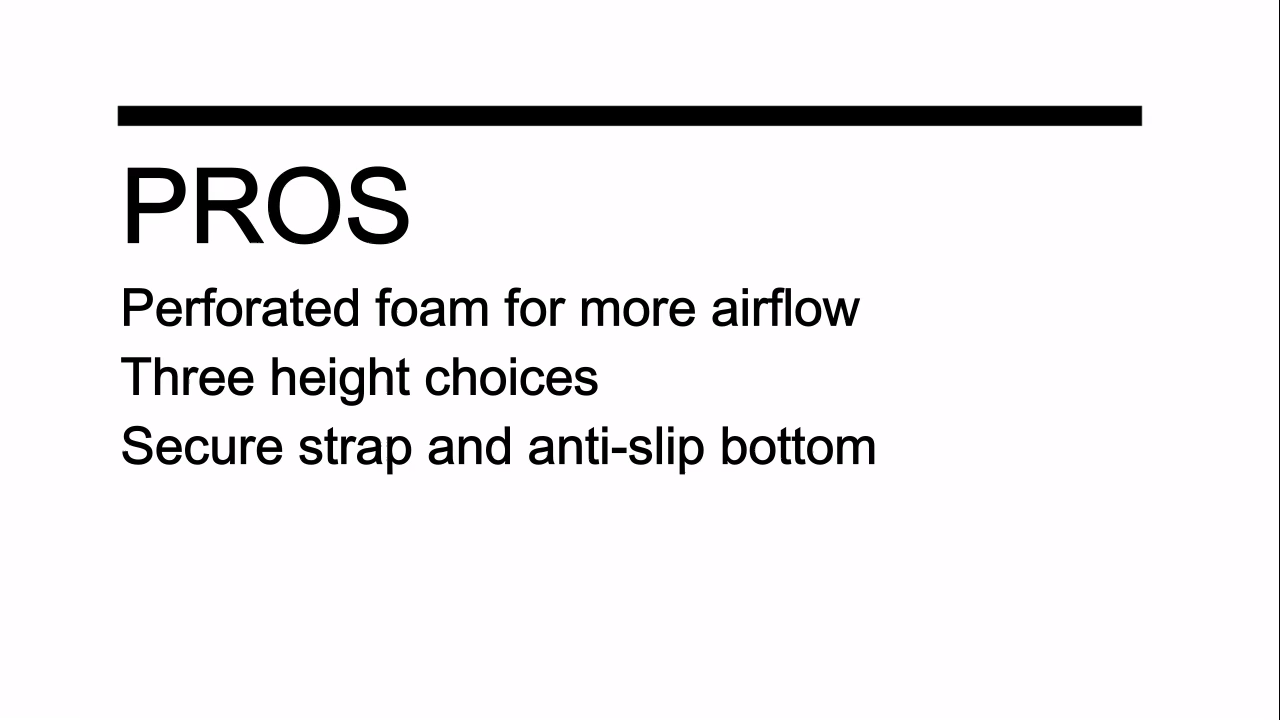 PROS
Perforated foam for more airflow
Three height choices
Secure strap and anti-slip bottom